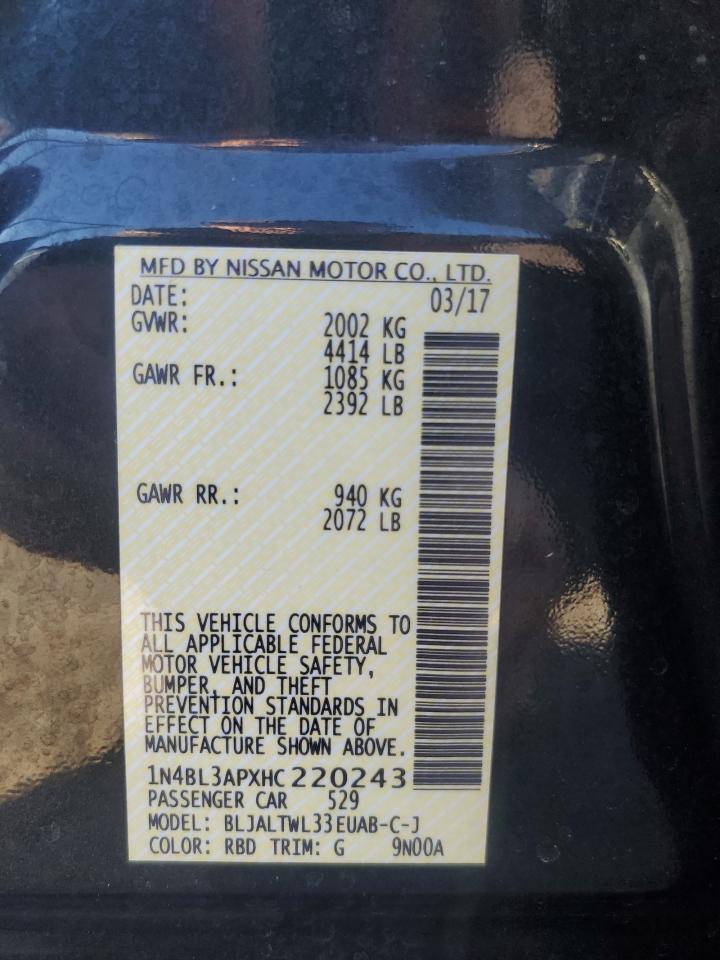 MFD BY NISSAN MOTOR CO., LTD.
DATE: 03/17
GVWR: 2002 KG
4414 LB
GAWR FR.: 1085 KG
2392 LB
GAWR RR.: 940 KG
2072 LB
THIS VEHICLE CONFORMS TO
ALL APPLICABLE FEDERAL
MOTOR VEHICLE SAFETY,
BUMPER, AND THEFT
PREVENTION STANDARDS IN
EFFECT ON THE DATE OF
MANUFACTURE SHOWN ABOVE.
1N4BL3APXHC220243
PASSENGER CAR 529
MODEL: BLJALTWL33EUAB-C-J
COLOR: RBD TRIM: G 9N00A